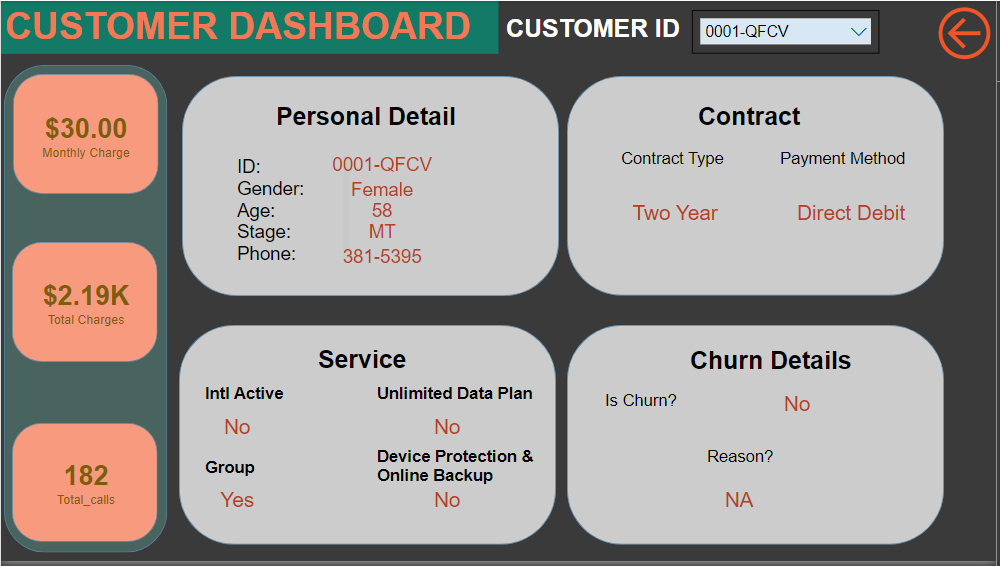 CUSTOMER DASHBOARD
CUSTOMER ID
0001-QFCV
$30.00
Monthly Charge
$2.19K
Total Charges
182
Total_calls
Personal Detail
ID: 0001-QFCV
Gender: Female
Age: 58
Stage: MT
Phone: 381-5395
Contract
Contract Type Payment Method
Two Year Direct Debit
Service
Intl Active Unlimited Data Plan
No No
Group Device Protection &
Online Backup
Yes No
Churn Details
Is Churn? No
Reason?
NA